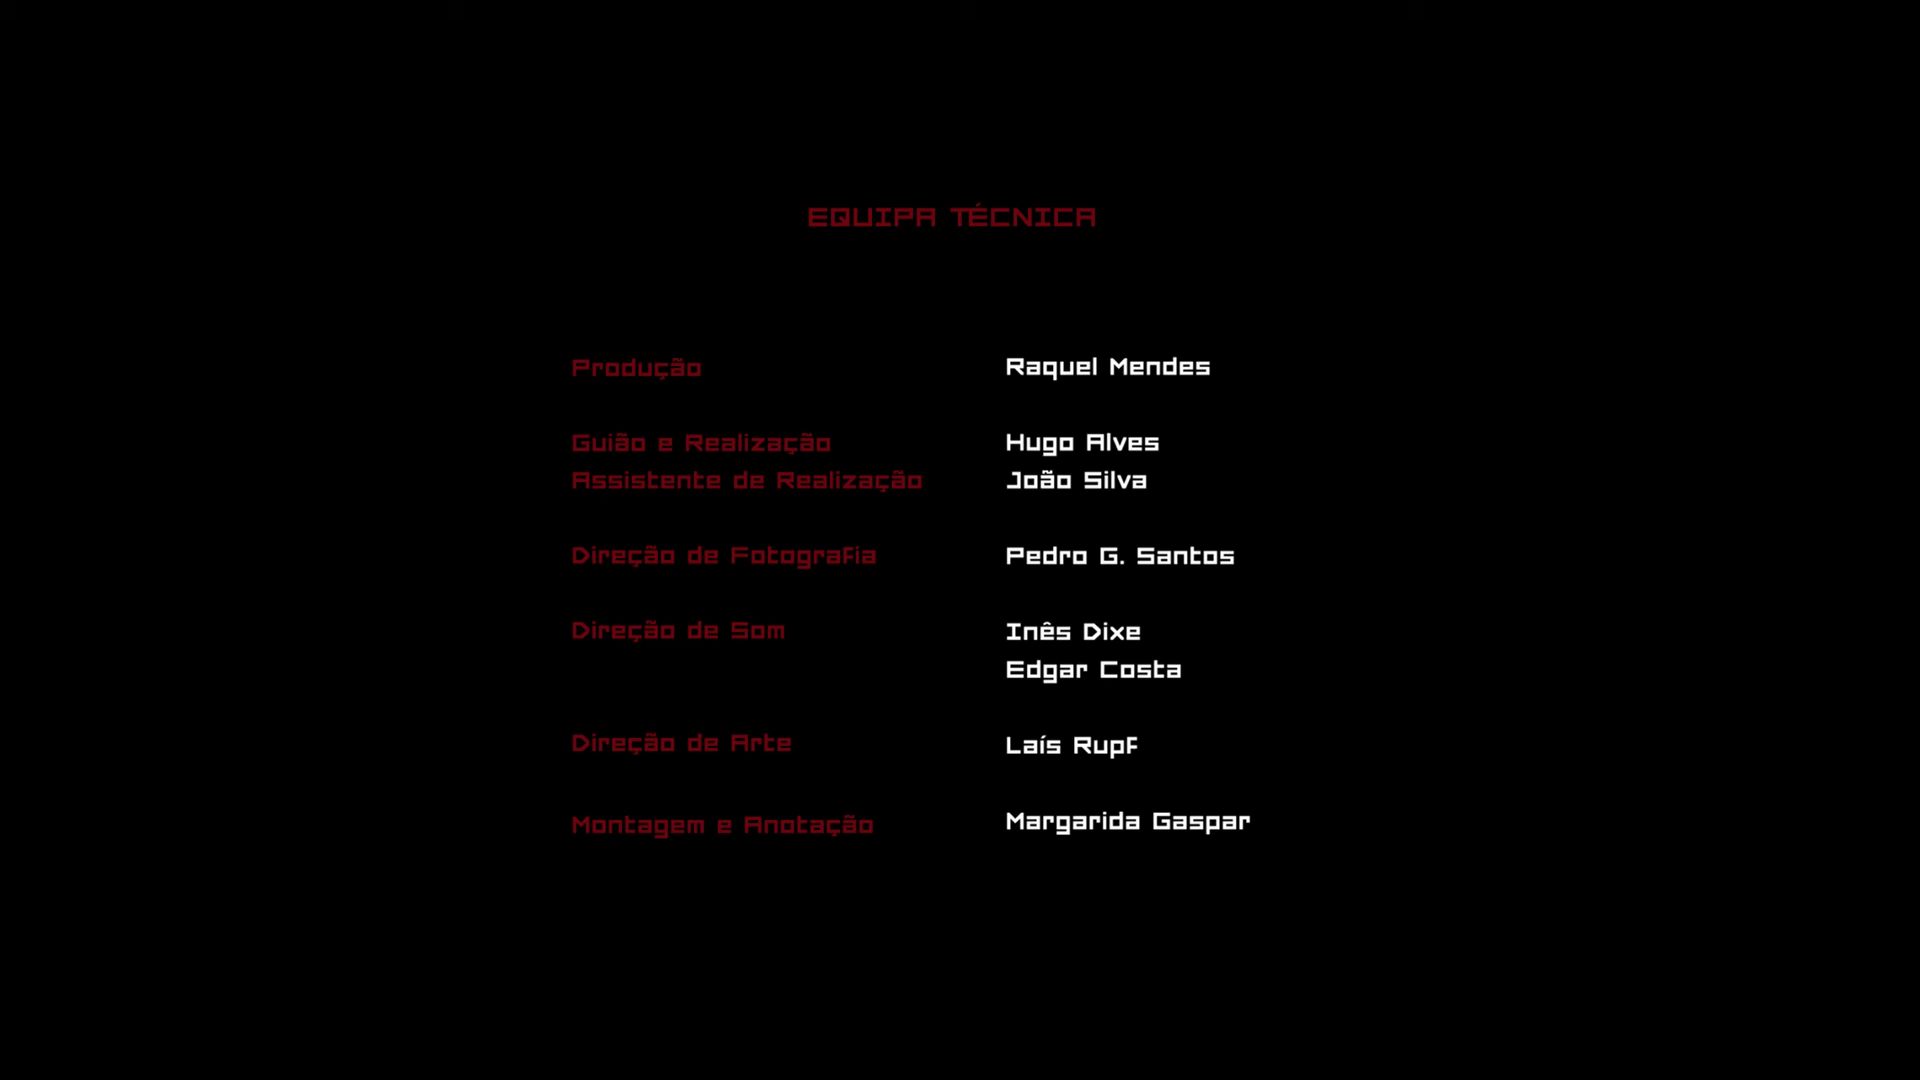 EQUIPA TÉCNICA
Produção Raquel Mendes
Guião e Realização Hugo Alves
Assistente de Realização João Silva
Direção de Fotografia Pedro G. Santos
Direção de Som Inês Dixe
Edgar Costa
Direção de Arte Laís Rupf
Montagem e Anotação Margarida Gaspar